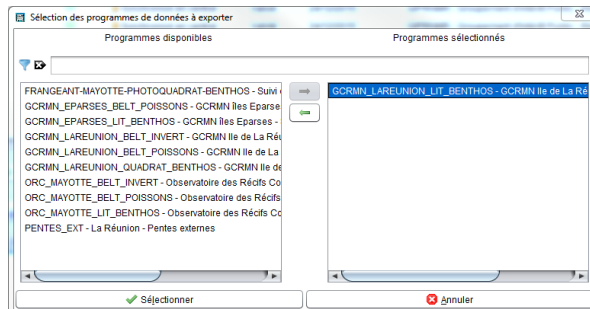 Sélection des programmes de données à exporter
Programmes disponibles
Programmes sélectionnés
FRANGEANT-MAYOTTE-PHOTOQUADRAT-BENTHOS - Suivi
GCRMN_EPARSES_BELT_POISSONS - GCRMN îles Eparse
GCRMN_EPARSES_LIT_BENTHOS - GCRMN îles Eparses -
GCRMN_LAREUNION_BELT_INVERT - GCRMN Ile de La Réu
GCRMN_LAREUNION_BELT_POISSONS - GCRMN Ile de La
GCRMN_LAREUNION_QUADRAT_BENTHOS - GCRMN Ile de
ORC_MAYOTTE_BELT_INVERT - Observatoire des Récifs Co
ORC_MAYOTTE_BELT_POISSONS - Observatoire des Récifs
ORC_MAYOTTE_LIT_BENTHOS - Observatoire des Récifs Co
PENTES_EXT - La Réunion - Pentes externes
GCRMN_LAREUNION_LIT_BENTHOS - GCRMN Ile de La Ré
Sélectionner
Annuler